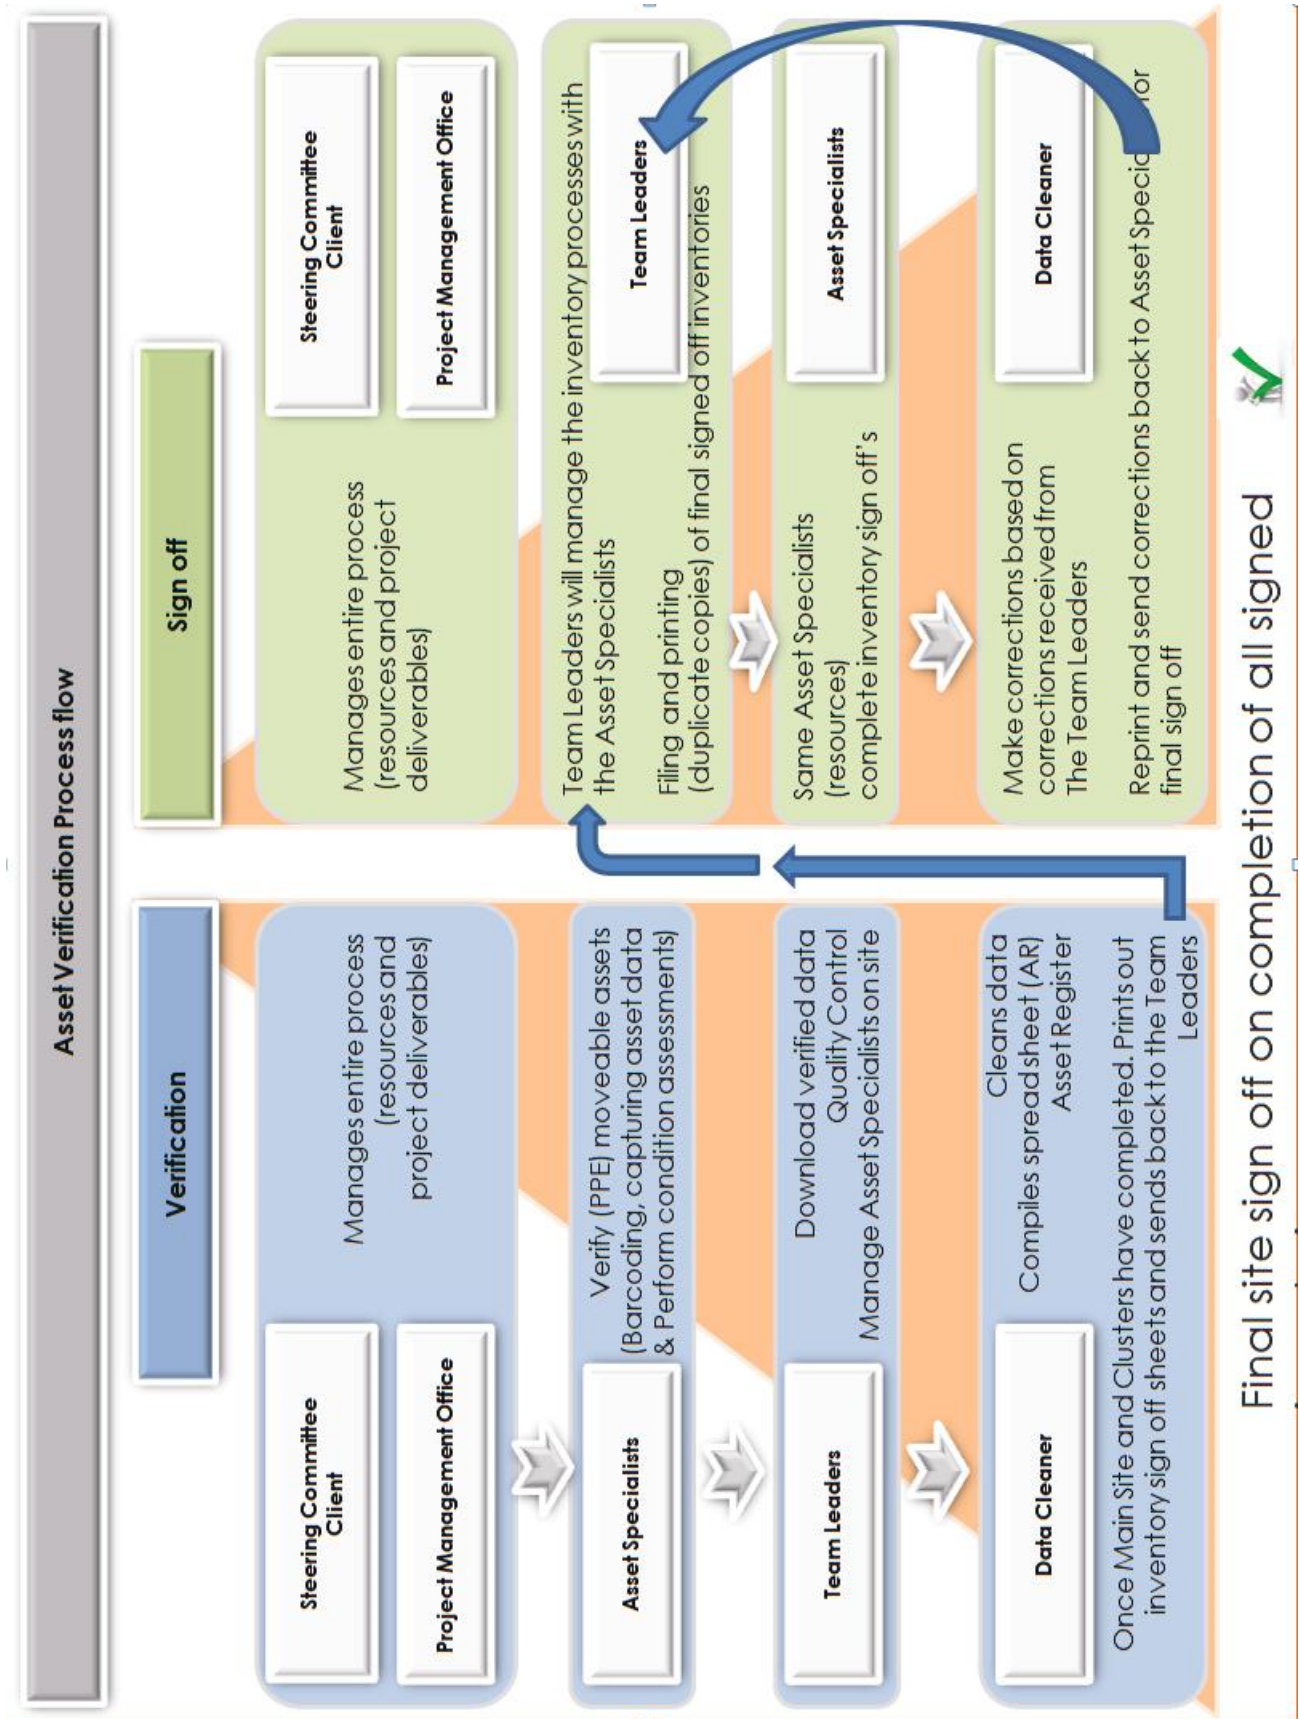 Asset Verification Process flow
Verification
Steering Committee
Client
Project Management Office
Manages entire process
(resources and
project deliverables)
Asset Specialists
Verify (PPE) moveable assets
(Barcoding, capturing asset data
& Perform condition assessments)
Team Leaders
Download verified data
Quality Control
Manage Asset Specialists on site
Data Cleaner
Cleans data
Compiles spreadsheet (AR)
Asset Register
Once Main Site and Clusters have completed. Prints out
inventory sign off sheets and sends back to the Team
Leaders
Sign off
Manages entire process
(resources and project
deliverables)
Steering Committee
Client
Project Management Office
Team Leaders will manage the inventory processes with
the Asset Specialists
Team Leaders
Filing and printing
(duplicate copies) of final signed off inventories
Same Asset Specialists
(resources)
complete inventory sign off's
Asset Specialists
Make corrections based on
corrections received from
The Team Leaders
Data Cleaner
Reprint and send corrections back to Asset
final sign off
Final site sign off on completion of all signed